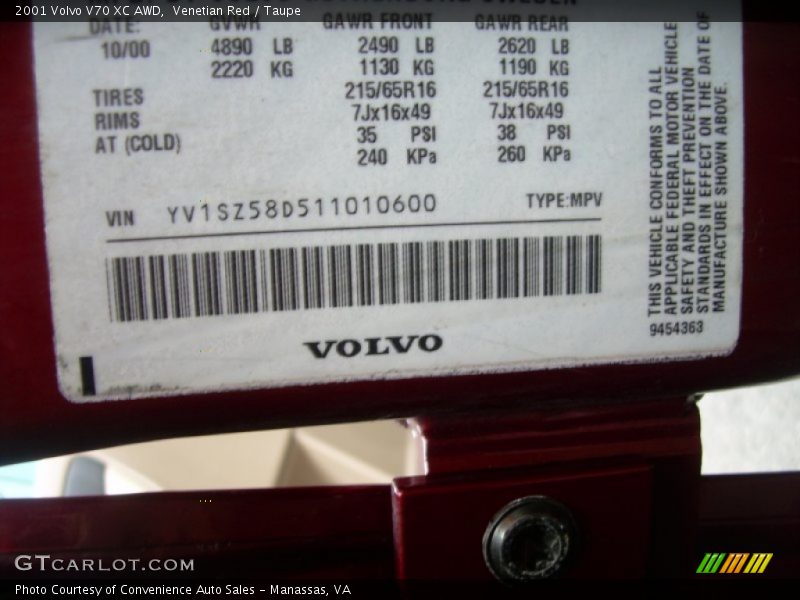 2001 Volvo V70 XC AWD, Venetian Red / Taupe
DATE: GVWR GAWR FRONT GAWR REAR
10/00 4890 LB 2490 LB 2620 LB
2220 KG 1130 KG 1190 KG
TIRES 215/65R16 215/65R16
RIMS 7Jx16x49 7Jx16x49
AT (COLD) 35 PSI 38 PSI
240 KPa 260 KPa
VIN YV1SZ58D511010600 TYPE:MPV
VOLVO
THIS VEHICLE CONFORMS TO ALL
APPLICABLE FEDERAL MOTOR VEHICLE
SAFETY AND THEFT PREVENTION
STANDARDS IN EFFECT ON THE DATE OF
MANUFACTURE SHOWN ABOVE.
9454363
GTCARLOT.COM
Photo Courtesy of Convenience Auto Sales - Manassas, VA